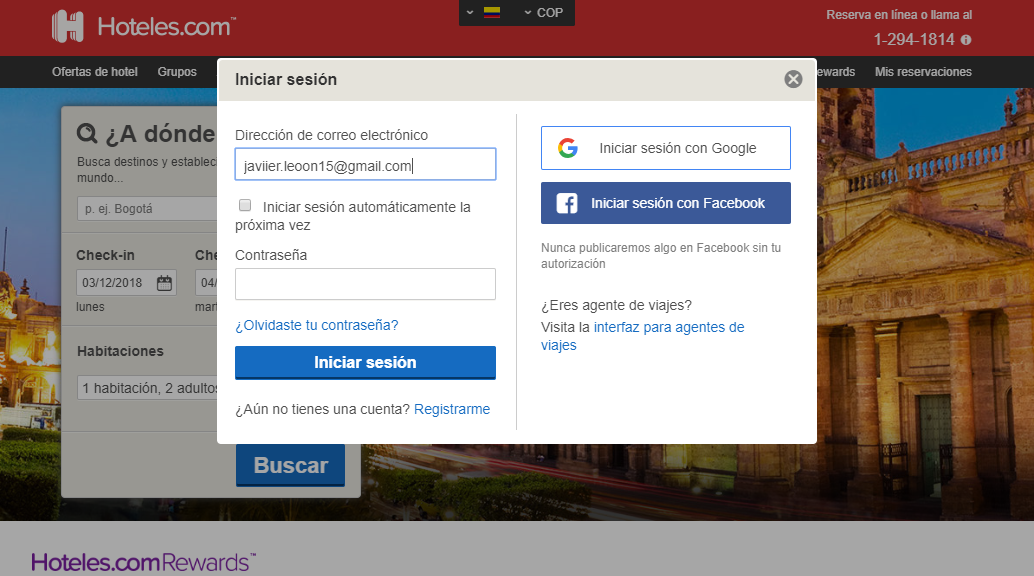 Hoteles.com™
COP
Reserva en línea o llama al
1-294-1814
Ofertas de hotel
Grupos
ewards
Mis reservaciones
¿A dónde
Busca destinos y establec
mundo...
p. ej. Bogotá
Check-in
Che
03/12/2018
04/
lunes
mart
Habitaciones
1 habitación, 2 adultos
Buscar
Iniciar sesión
Dirección de correo electrónico
javiier.leoon15@gmail.com
Iniciar sesión automáticamente la
próxima vez
Contraseña
¿Olvidaste tu contraseña?
Iniciar sesión
¿Aún no tienes una cuenta? Registrarme
Iniciar sesión con Google
Iniciar sesión con Facebook
Nunca publicaremos algo en Facebook sin tu
autorización
¿Eres agente de viajes?
Visita la interfaz para agentes de
viajes
Hoteles.comRewards™